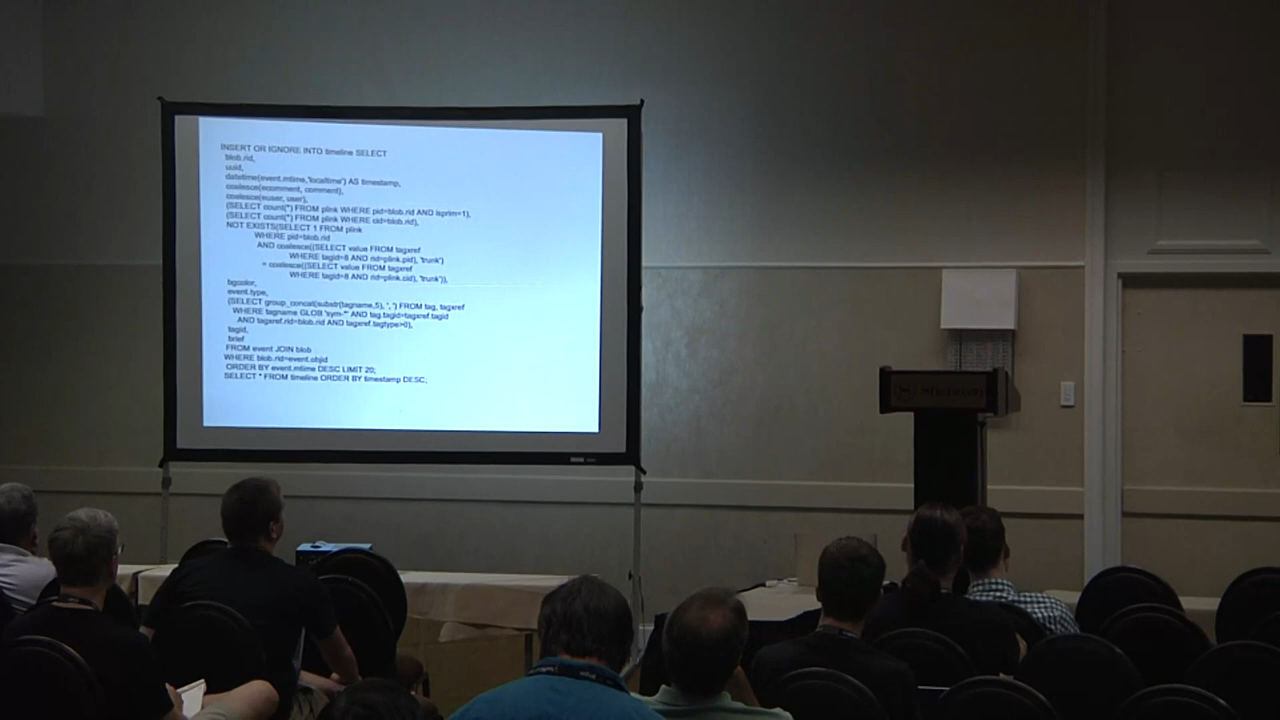 INSERT OR IGNORE INTO timeline SELECT
blob.rid,
uuid,
datetime(event.mtime,'localtime') AS timestamp,
coalesce(ecomment, comment),
coalesce(euser, user),
(SELECT count(*) FROM plink WHERE pid=blob.rid AND isprim=1),
(SELECT count(*) FROM plink WHERE cid=blob.rid),
NOT EXISTS(SELECT 1 FROM plink
WHERE pid=blob.rid
AND coalesce((SELECT value FROM tagxref
WHERE tagid=8 AND rid=plink.pid), 'trunk')
= coalesce((SELECT value FROM tagxref
WHERE tagid=8 AND rid=plink.cid), 'trunk')),
bgcolor,
event.type,
(SELECT group_concat(substr(tagname,5), ', ') FROM tag, tagxref
WHERE tagname GLOB 'sym-*' AND tag.tagid=tagxref.tagid
AND tagxref.rid=blob.rid AND tagxref.tagtype>0),
tagid,
brief
FROM event JOIN blob
WHERE blob.rid=event.objid
ORDER BY event.mtime DESC LIMIT 20;
SELECT * FROM timeline ORDER BY timestamp DESC;